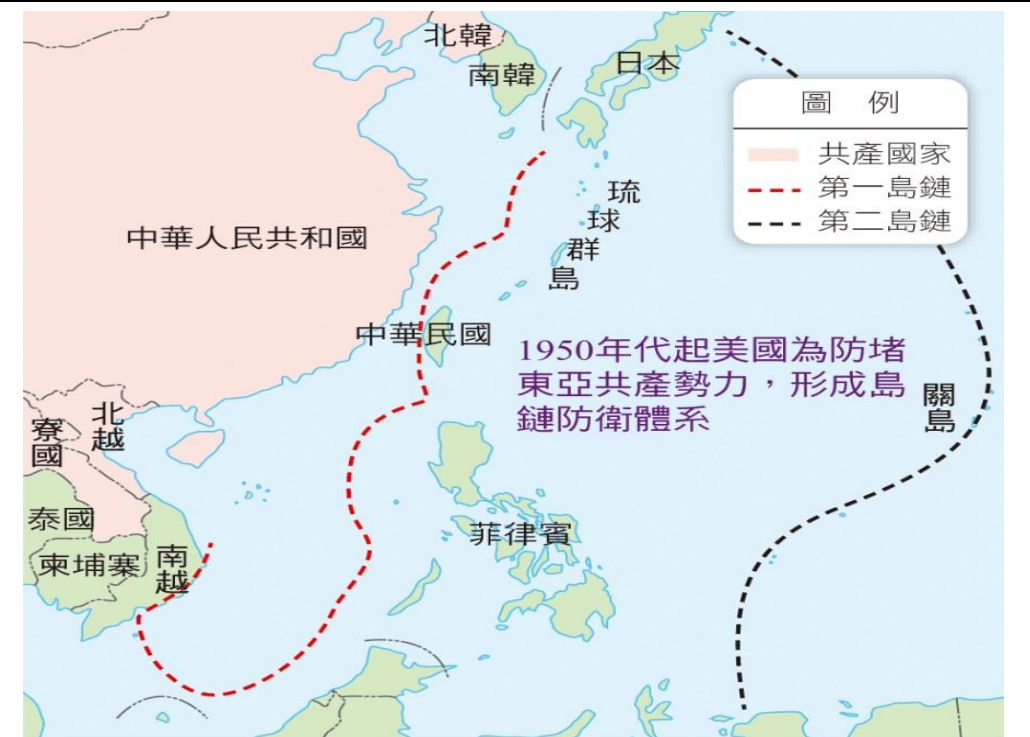 北韓
南韓
日本
圖 例
共產國家
第一島鏈
第二島鏈
琉球群島
中華人民共和國
中華民國
1950年代起美國為防堵
東亞共產勢力，形成島
鏈防衛體系
關島
北越
寮國
泰國
柬埔寨
南越
菲律賓